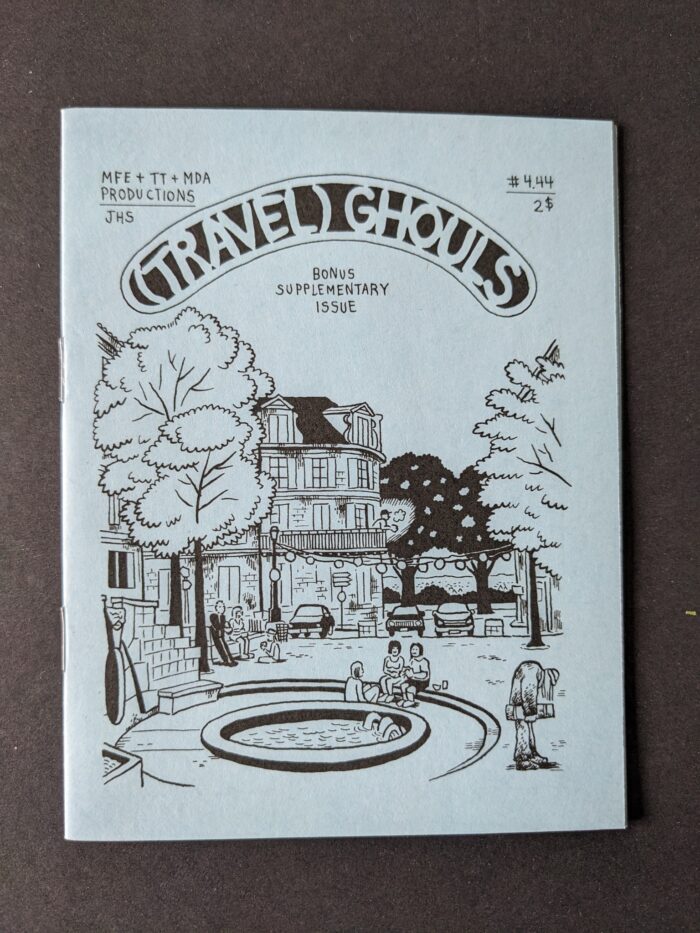 MFE + TT + MDA
PRODUCTIONS
JHS
# 4.44
2$
(TRAVEL) GHOULS
BONUS
SUPPLEMENTARY
ISSUE